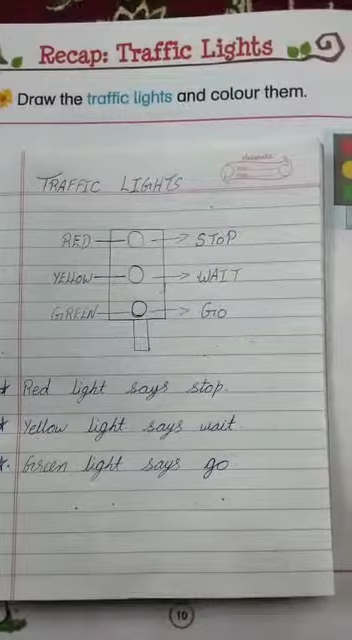 Recap: Traffic Lights
Draw the traffic lights and colour them.
TRAFFIC LIGHTS
RED STOP
YELLOW WAIT
GREEN GO
Red light says stop.
Yellow light says wait
Green light says go
10